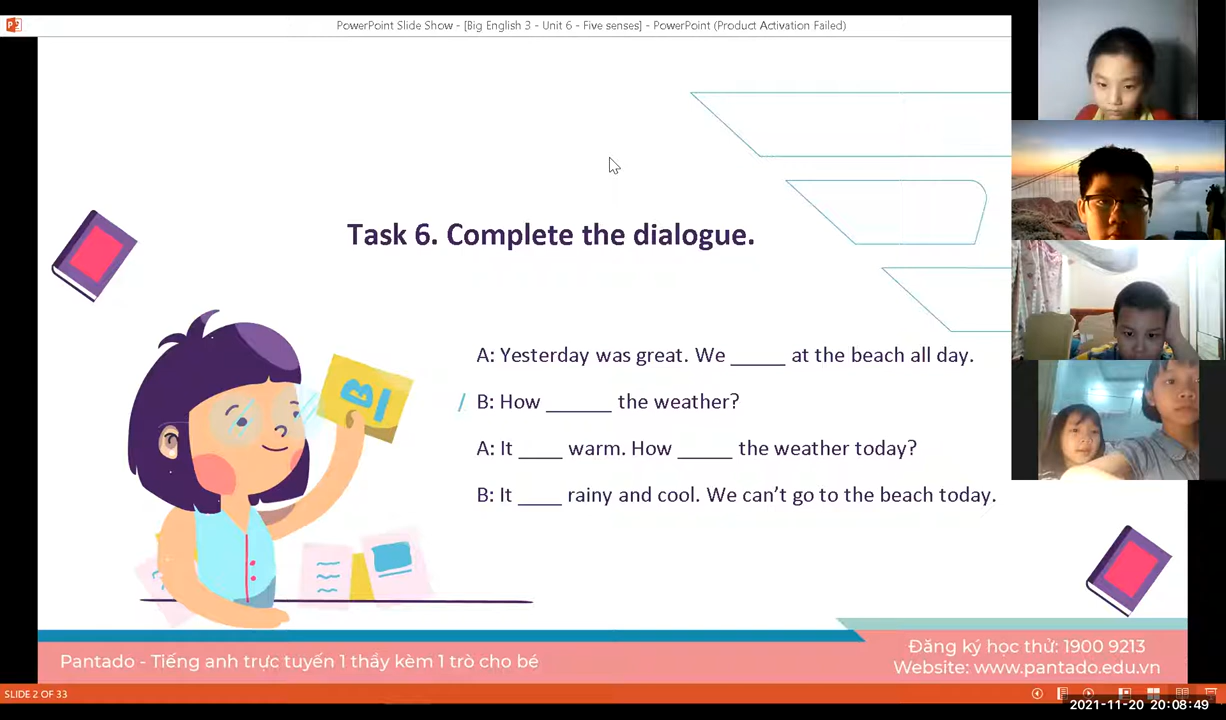 PowerPoint Slide Show - [Big English 3 - Unit 6 - Five senses] - PowerPoint (Product Activation Failed)
Task 6. Complete the dialogue.
A: Yesterday was great. We _____ at the beach all day.
B: How ______ the weather?
A: It ____ warm. How _____ the weather today?
B: It ____ rainy and cool. We can’t go to the beach today.
Pantado - Tiếng anh trực tuyến 1 thầy kèm 1 trò cho bé
Đăng ký học thử: 1900 9213
Website: www.pantado.edu.vn
SLIDE 2 OF 33
2021-11-20 20:08:49